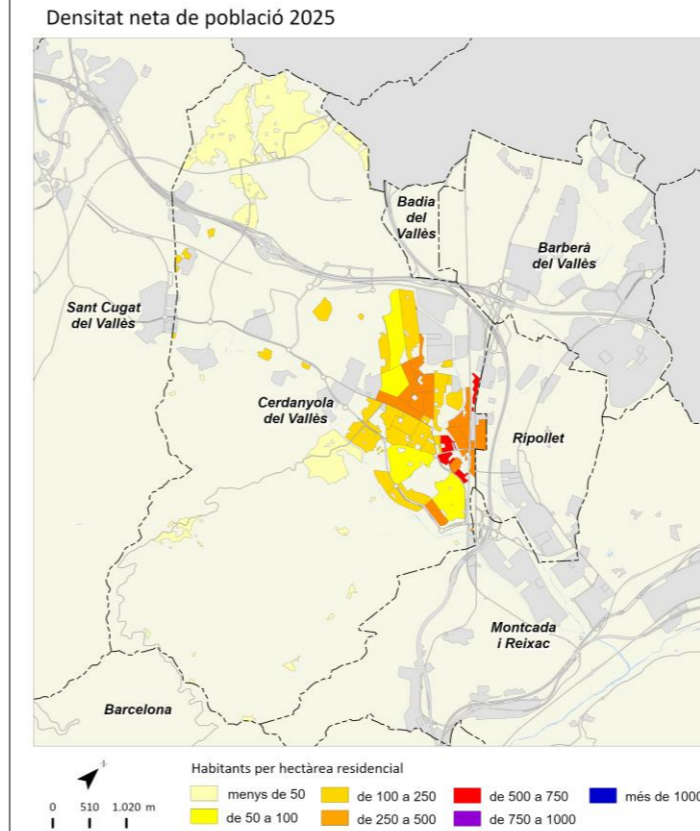 Densitat neta de població 2025
Badia
del
Vallès
Barberà
del Vallès
Sant Cugat
del Vallès
Cerdanyola
del Vallès
Ripollet
Montcada
i Reixac
Barcelona
Habitants per hectàrea residencial
0 510 1.020 m
menys de 50
de 100 a 250
de 500 a 750
més de 1000
de 50 a 100
de 250 a 500
de 750 a 1000